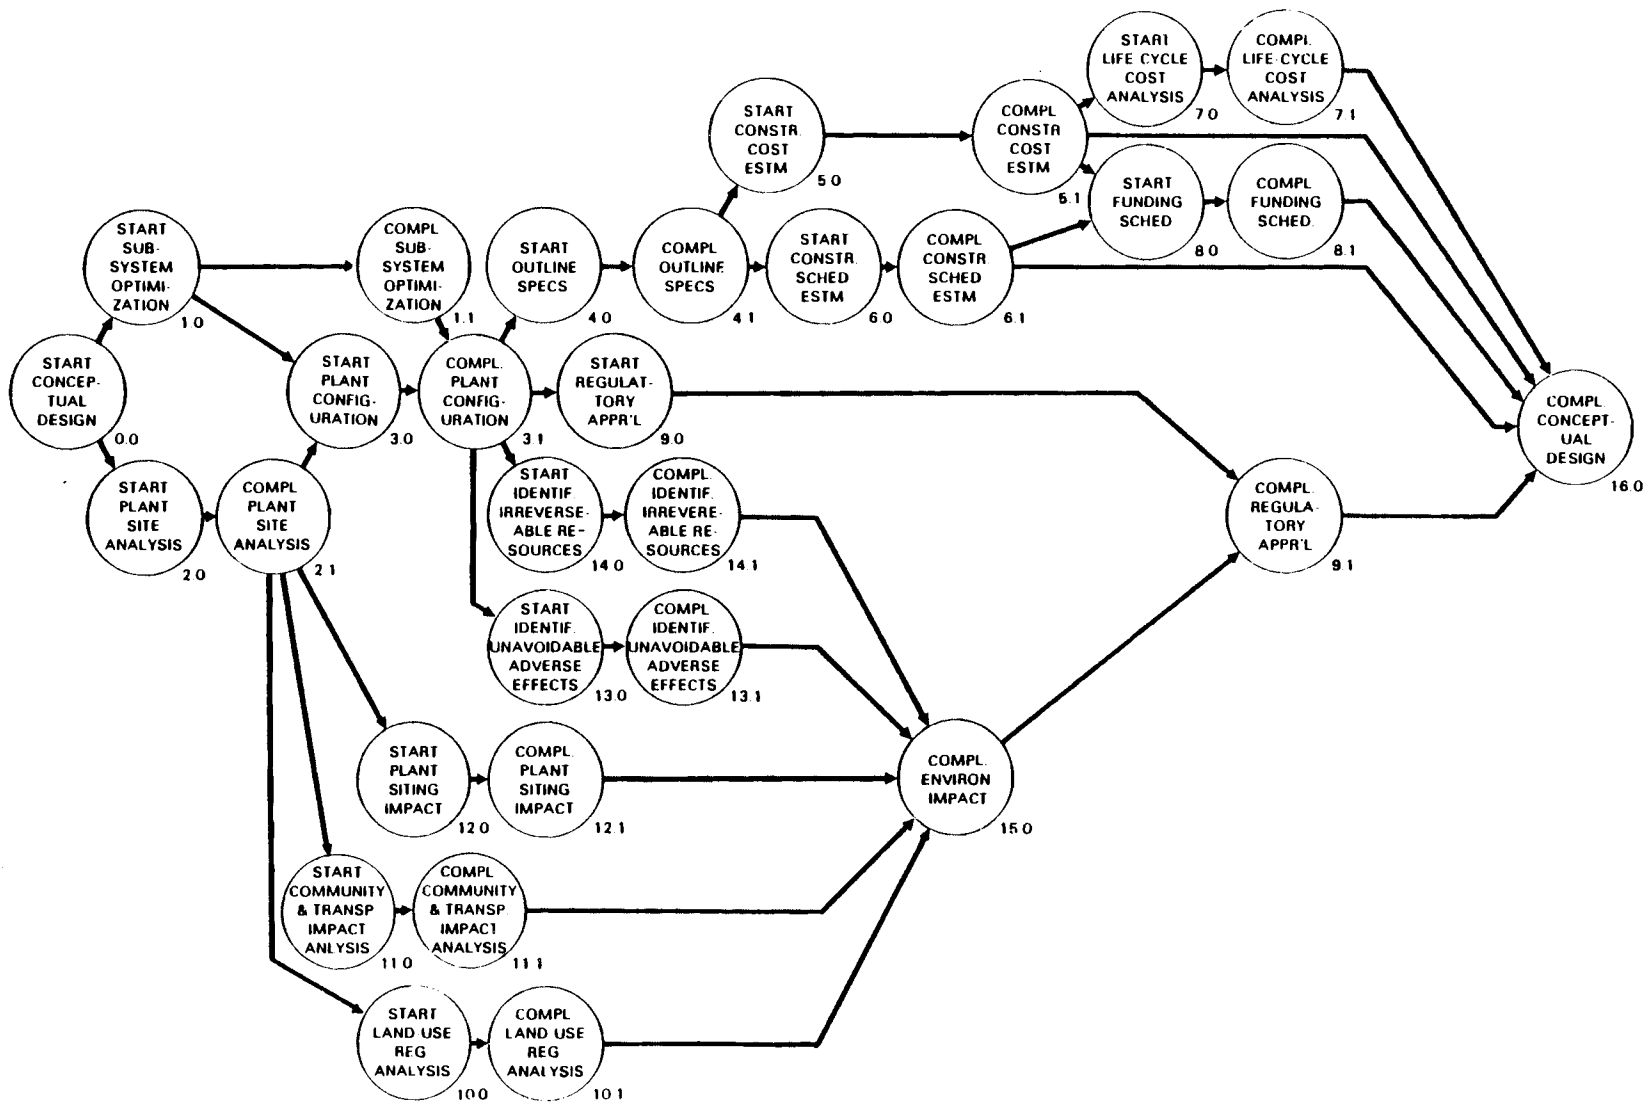 START
LIFE CYCLE
COST
ANALYSIS
7.0
COMPL.
LIFE-CYCLE
COST
ANALYSIS
7.1
START
CONSTR.
COST
ESTM
5.0
COMPL
CONSTR
COST
ESTM
5.1
START
FUNDING
SCHED
8.0
COMPL
FUNDING
SCHED.
8.1
START
SUB-
SYSTEM
OPTIMI-
ZATION
1.0
COMPL
SUB-
SYSTEM
OPTIMI-
ZATION
1.1
START
OUTLINE
SPECS
4.0
COMPL
OUTLINE
SPECS
4.1
START
CONSTR.
SCHED
ESTM
6.0
COMPL
CONSTR.
SCHED
ESTM
6.1
START
CONCEP-
TUAL
DESIGN
0.0
START
PLANT
CONFIG-
URATION
3.0
COMPL.
PLANT
CONFIG-
URATION
3.1
START
REGULAT-
TORY
APPR'L
9.0
COMPL
CONCEPT-
UAL
DESIGN
16.0
START
PLANT
SITE
ANALYSIS
2.0
COMPL
PLANT
SITE
ANALYSIS
2.1
START
IDENTIF.
IRREVERSE-
ABLE RE-
SOURCES
14.0
COMPL.
IDENTIF.
IRREVERE-
ABLE RE-
SOURCES
14.1
COMPL.
REGULA-
TORY
APPR'L
9.1
START
IDENTIF.
UNAVOIDABLE
ADVERSE
EFFECTS
13.0
COMPL
IDENTIF.
UNAVOIDABLE
ADVERSE
EFFECTS
13.1
START
PLANT
SITING
IMPACT
12.0
COMPL.
PLANT
SITING
IMPACT
12.1
COMPL.
ENVIRON
IMPACT
15.0
START
COMMUNITY
& TRANSP.
IMPACT
ANLYSIS
11.0
COMPL
COMMUNITY
& TRANSP.
IMPACT
ANALYSIS
11.1
START
LAND USE
REG
ANALYSIS
10.0
COMPL
LAND USE
REG
ANALYSIS
10.1